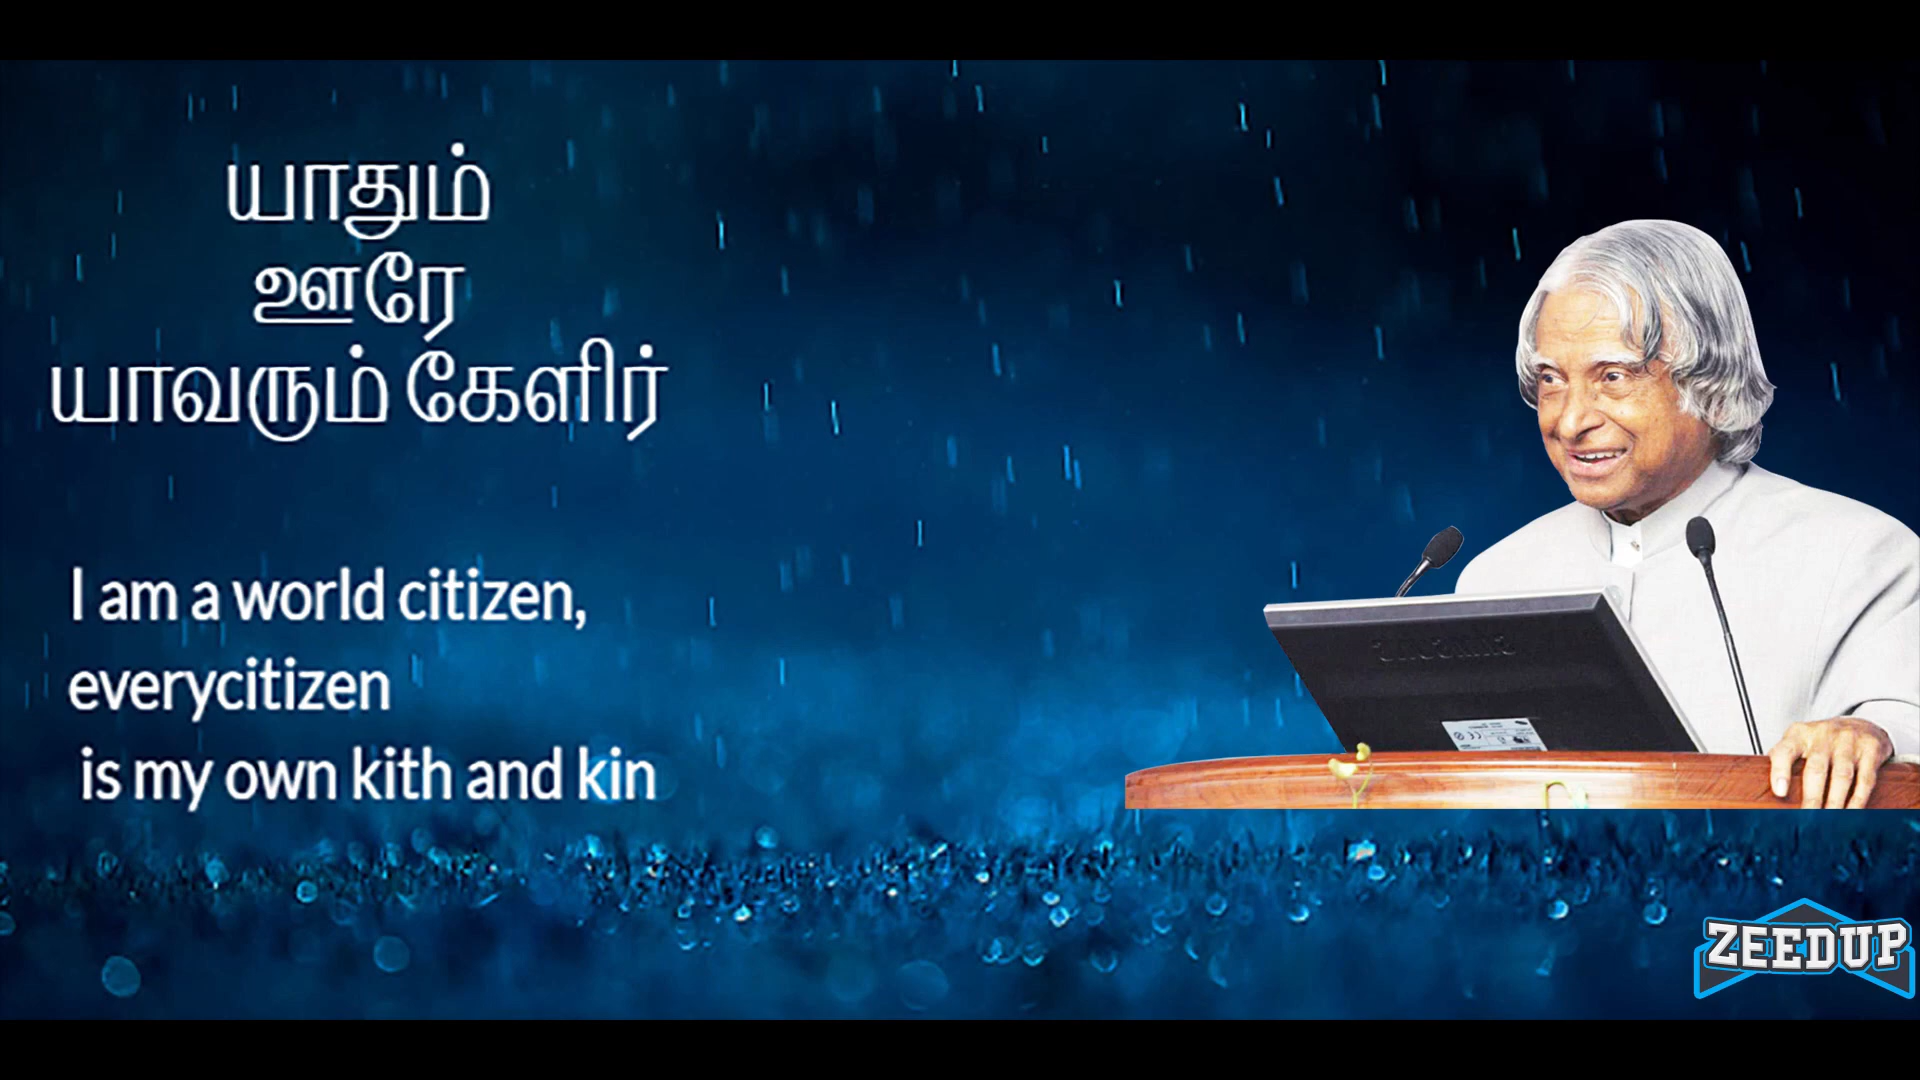 யாதும்
ஊரே
யாவரும் கேளிர்
I am a world citizen,
everycitizen
is my own kith and kin
ZEEDUP